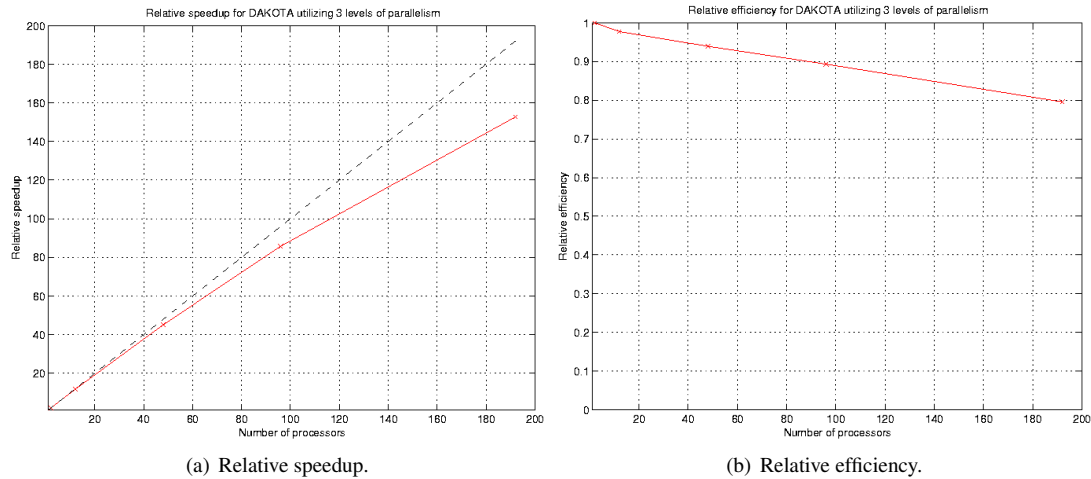 Relative speedup for DAKOTA utilizing 3 levels of parallelism
200
180
160
140
120
100
80
60
40
20
Relative speedup
20 40 60 80 100 120 140 160 180 200
Number of processors
(a) Relative speedup.
Relative efficiency for DAKOTA utilizing 3 levels of parallelism
1
0.9
0.8
0.7
0.6
0.5
0.4
0.3
0.2
0.1
0
Relative efficiency
20 40 60 80 100 120 140 160 180 200
Number of processors
(b) Relative efficiency.